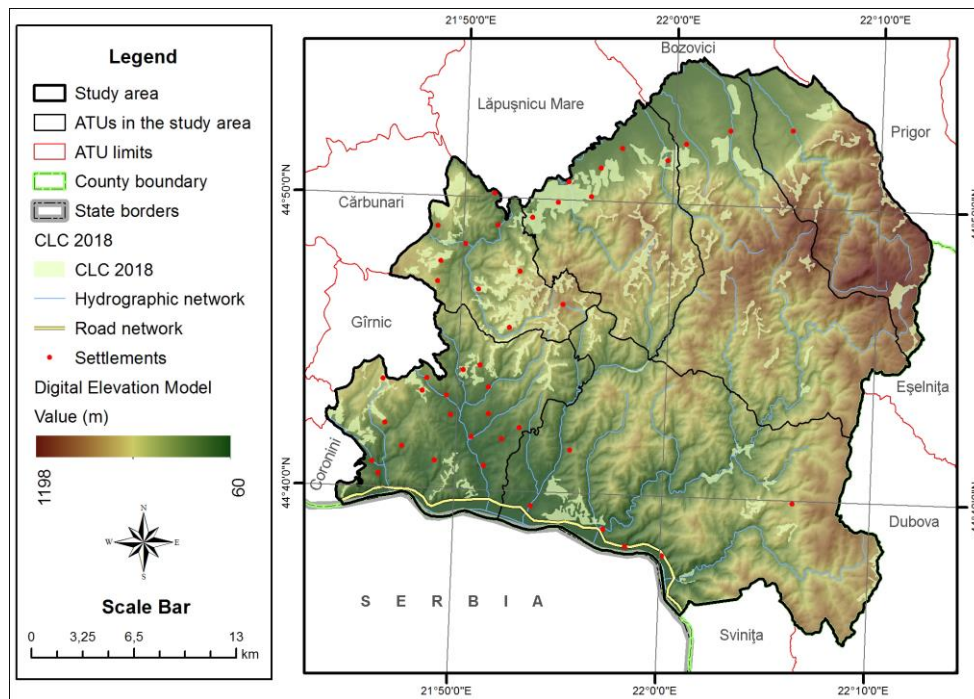 Legend
Study area
ATUs in the study area
ATU limits
County boundary
State borders
CLC 2018
CLC 2018
Hydrographic network
Road network
Settlements
Digital Elevation Model
Value (m)
1198
60
N
W
E
S
Scale Bar
0 3,25 6,5 13
km
21°50'0"E 22°0'0"E 22°10'0"E
Bozovici
Lăpușnicu Mare
Prigor
44°50'0"N
Cărbunari
Gîrnic
Eșelnița
Coronini
44°40'0"N
Dubova
SERBIA
Svinița
21°50'0"E 22°0'0"E 22°10'0"E